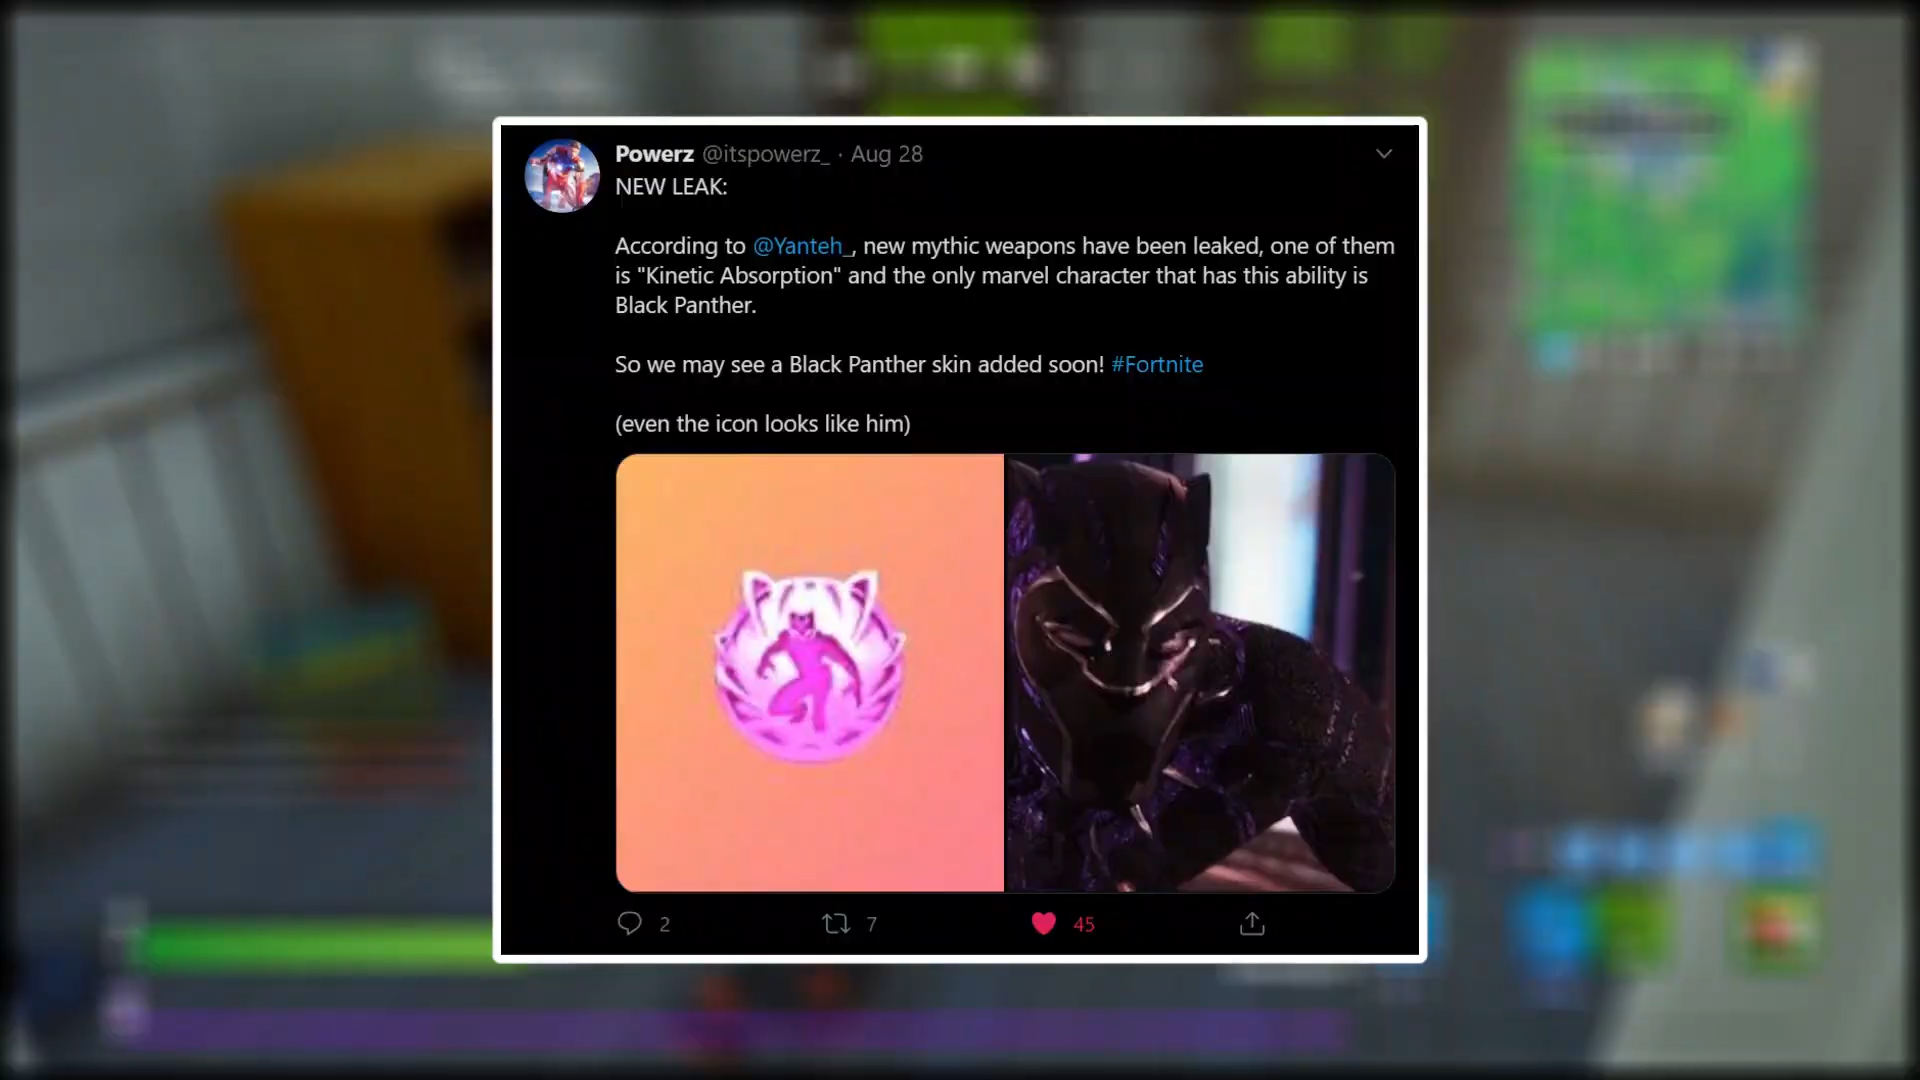 Powerz @itspowerz_ · Aug 28
NEW LEAK:
According to @Yanteh_, new mythic weapons have been leaked, one of them
is "Kinetic Absorption" and the only marvel character that has this ability is
Black Panther.
So we may see a Black Panther skin added soon! #Fortnite
(even the icon looks like him)
2 7 45